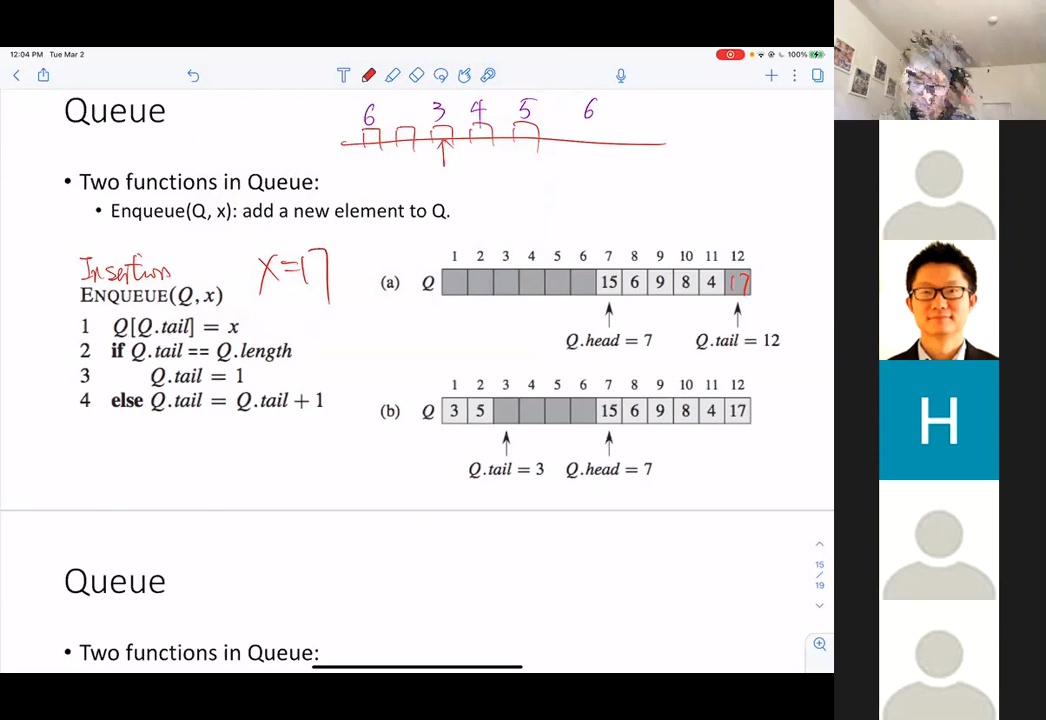 12:04 PM Tue Mar 2
100%
T
Queue
6 3 4 5 6
• Two functions in Queue:
• Enqueue(Q, x): add a new element to Q.
Insertion
x=17
ENQUEUE(Q, x)
1 Q[Q.tail] = x
2 if Q.tail == Q.length
3 Q.tail = 1
4 else Q.tail = Q.tail + 1
1 2 3 4 5 6 7 8 9 10 11 12
(a) Q 15 6 9 8 4 17
Q.head = 7 Q.tail = 12
1 2 3 4 5 6 7 8 9 10 11 12
(b) Q 3 5 15 6 9 8 4 17
Q.tail = 3 Q.head = 7
15
/
19
Queue
• Two functions in Queue:
H